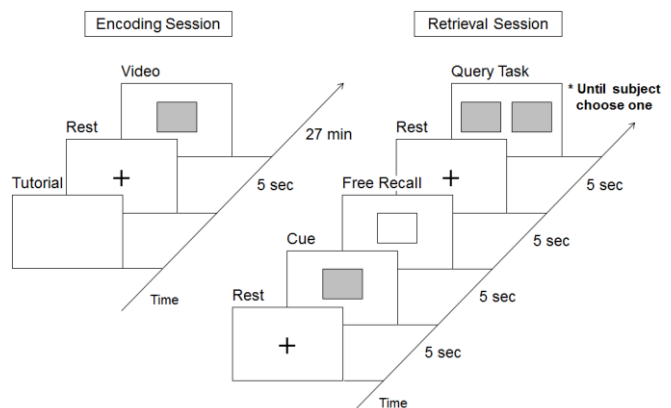 Encoding Session
Video
Rest
Tutorial
27 min
5 sec
Time
Retrieval Session
Query Task
* Until subject
choose one
Rest
Free Recall
Cue
Rest
5 sec
5 sec
5 sec
5 sec
Time